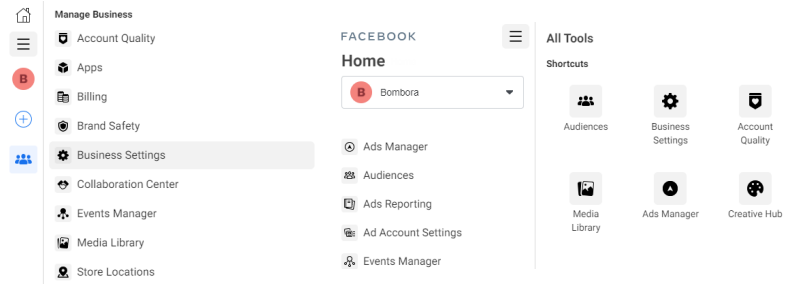 Manage Business
Account Quality
Apps
B
Billing
Brand Safety
Business Settings
Collaboration Center
Events Manager
Media Library
Store Locations
FACEBOOK
Home
B Bombora
Ads Manager
Audiences
Ads Reporting
Ad Account Settings
Events Manager
All Tools
Shortcuts
Audiences
Business
Settings
Account
Quality
Media
Library
Ads Manager
Creative Hub